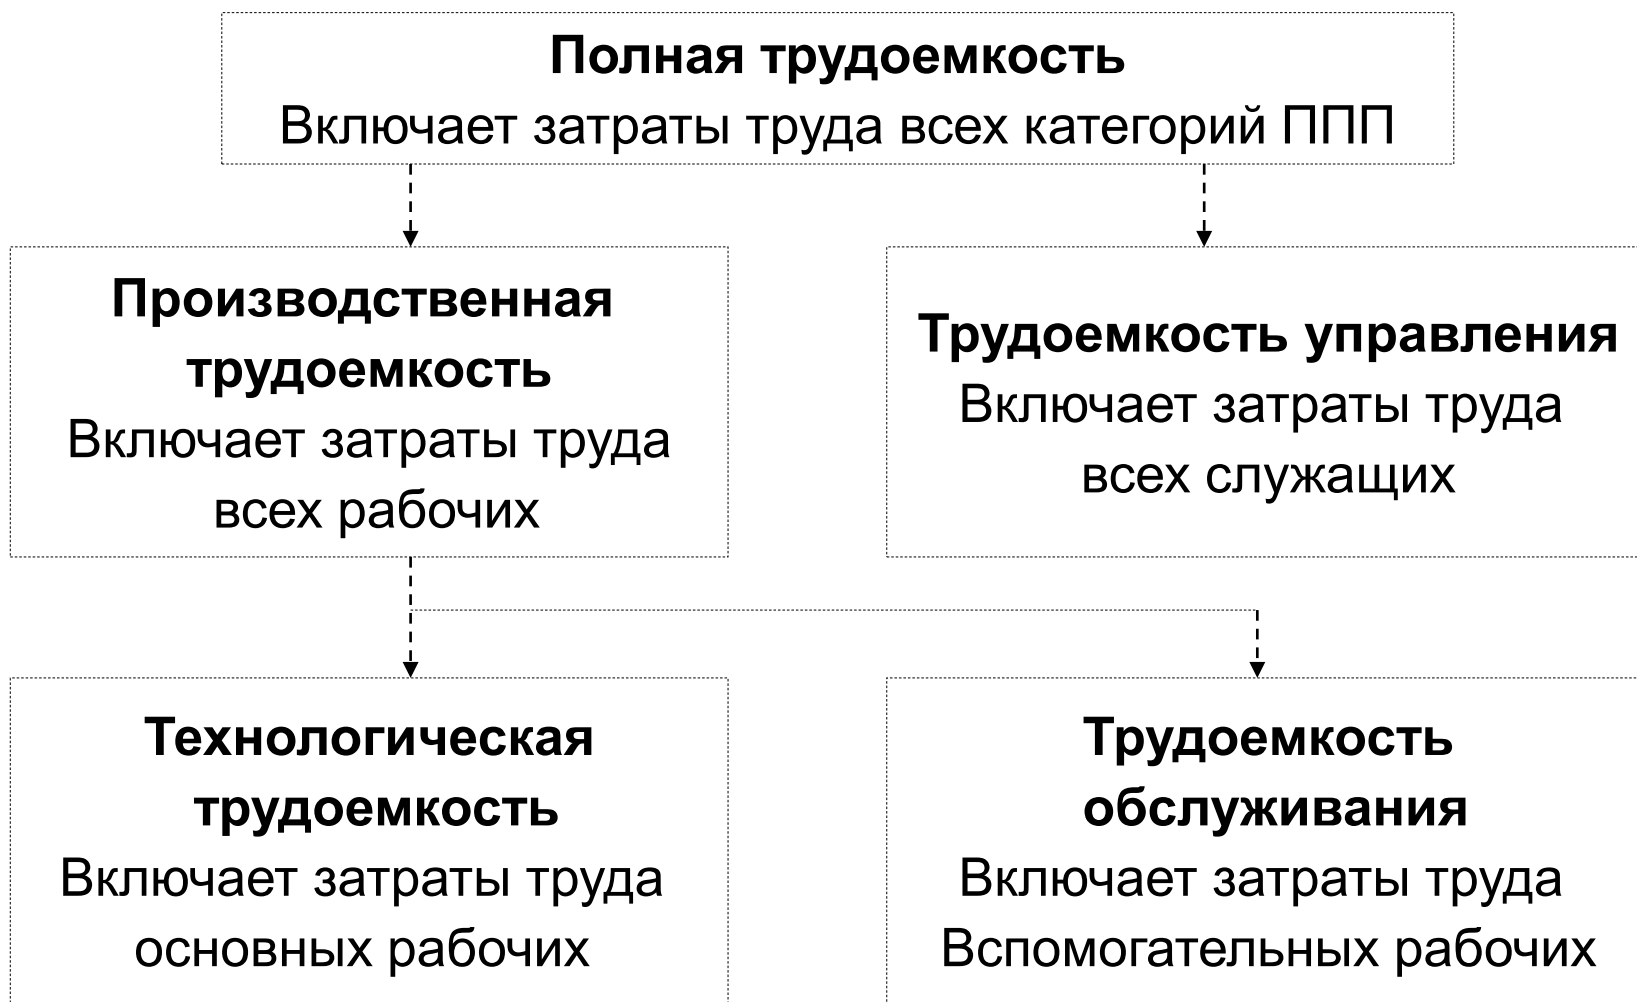 Полная трудоемкость
Включает затраты труда всех категорий ППП
Производственная
трудоемкость
Включает затраты труда
всех рабочих
Трудоемкость управления
Включает затраты труда
всех служащих
Технологическая
трудоемкость
Включает затраты труда
основных рабочих
Трудоемкость
обслуживания
Включает затраты труда
Вспомогательных рабочих